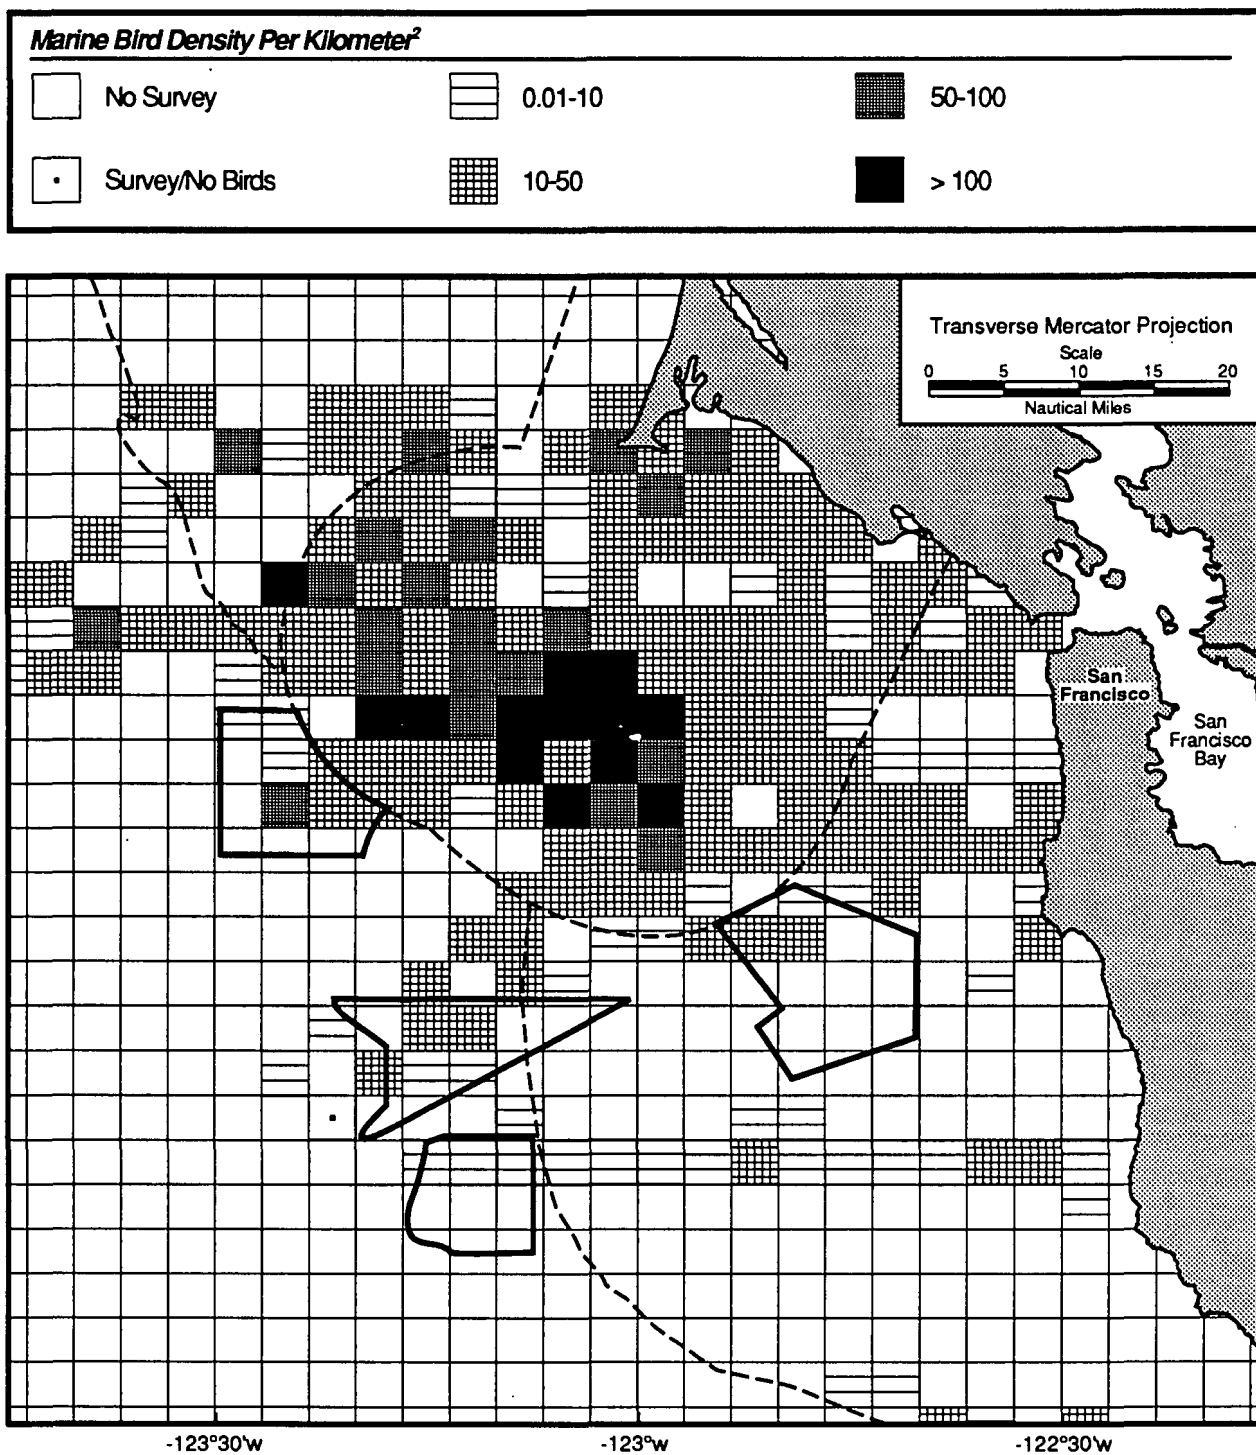 Marine Bird Density Per Kilometer²
No Survey
0.01-10
50-100
Survey/No Birds
10-50
> 100
Transverse Mercator Projection
Scale
0 5 10 15 20
Nautical Miles
San
Francisco
San
Francisco
Bay
-123°30'W
-123°W
-122°30'W